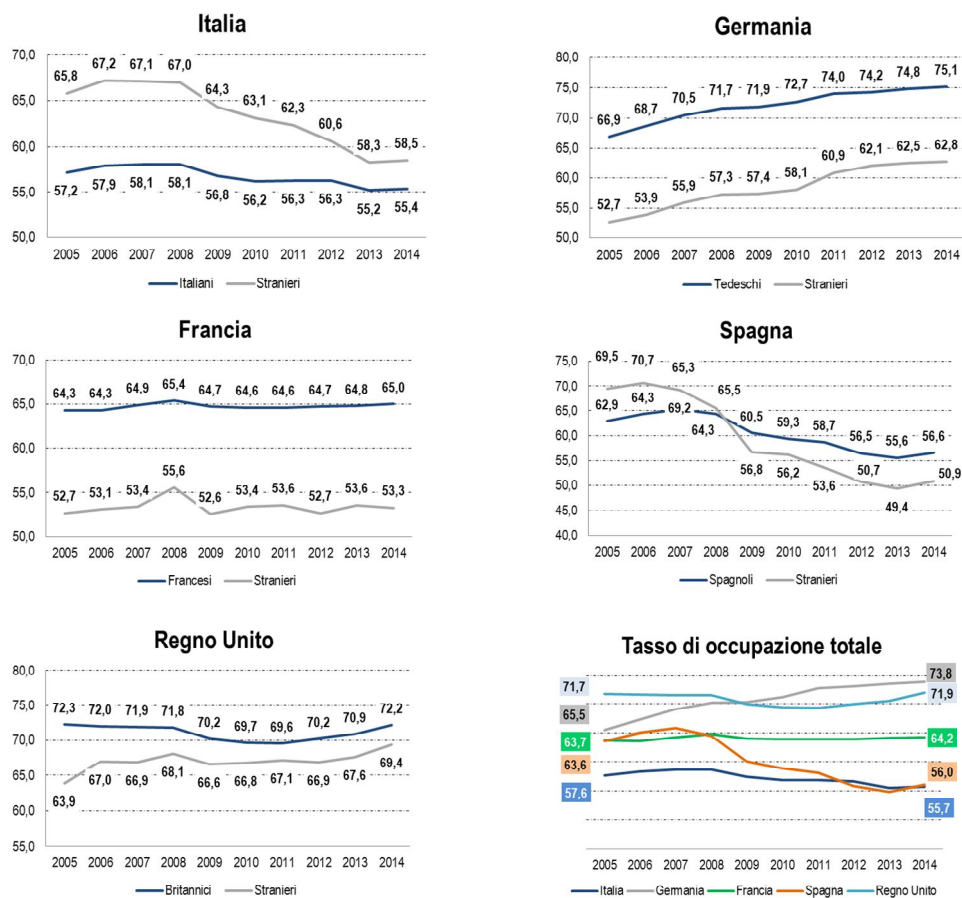 Italia
70,0
65,0
60,0
55,0
50,0
65,8 67,2 67,1 67,0 64,3 63,1 62,3 60,6 58,3 58,5
57,2 57,9 58,1 58,1 56,8 56,2 56,3 56,3 55,2 55,4
2005 2006 2007 2008 2009 2010 2011 2012 2013 2014
Italiani Stranieri
Germania
80,0
75,0
70,0
65,0
60,0
55,0
50,0
66,9 68,7 70,5 71,7 71,9 72,7 74,0 74,2 74,8 75,1
52,7 53,9 55,9 57,3 57,4 58,1 60,9 62,1 62,5 62,8
2005 2006 2007 2008 2009 2010 2011 2012 2013 2014
Tedeschi Stranieri
Francia
70,0
65,0
60,0
55,0
50,0
64,3 64,3 64,9 65,4 64,7 64,6 64,6 64,7 64,8 65,0
52,7 53,1 53,4 55,6 52,6 53,4 53,6 52,7 53,6 53,3
2005 2006 2007 2008 2009 2010 2011 2012 2013 2014
Francesi Stranieri
Spagna
75,0
70,0
65,0
60,0
55,0
50,0
45,0
40,0
69,5 70,7 65,3 65,5 60,5 59,3 58,7 56,5 55,6 56,6
62,9 64,3 69,2 64,3 56,8 56,2 53,6 50,7 49,4 50,9
2005 2006 2007 2008 2009 2010 2011 2012 2013 2014
Spagnoli Stranieri
Regno Unito
80,0
75,0
70,0
65,0
60,0
55,0
72,3 72,0 71,9 71,8 70,2 69,7 69,6 70,2 70,9 72,2
63,9 67,0 66,9 68,1 66,6 66,8 67,1 66,9 67,6 69,4
2005 2006 2007 2008 2009 2010 2011 2012 2013 2014
Britannici Stranieri
Tasso di occupazione totale
71,7
65,5
63,7
63,6
57,6
73,8
71,9
64,2
56,0
55,7
2005 2006 2007 2008 2009 2010 2011 2012 2013 2014
Italia Germania Francia Spagna Regno Unito